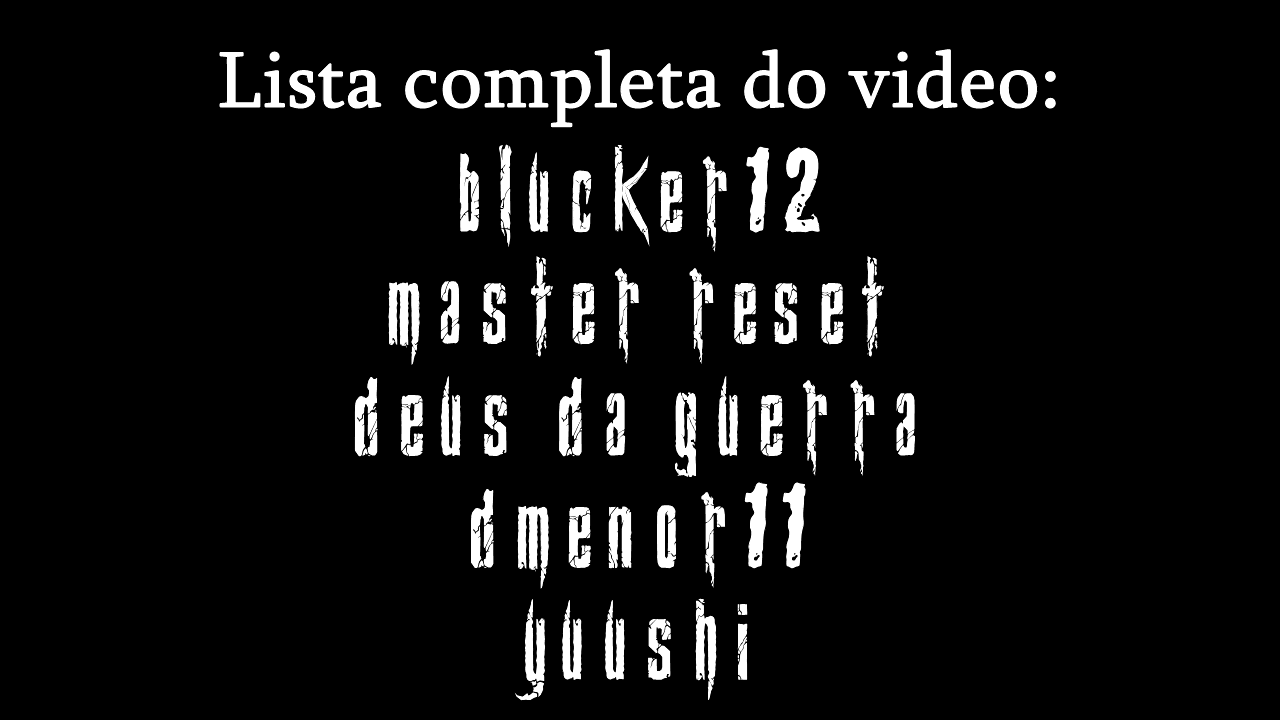 Lista completa do video:
blucker12
master reset
deus da guerra
dmenor11
yuushi